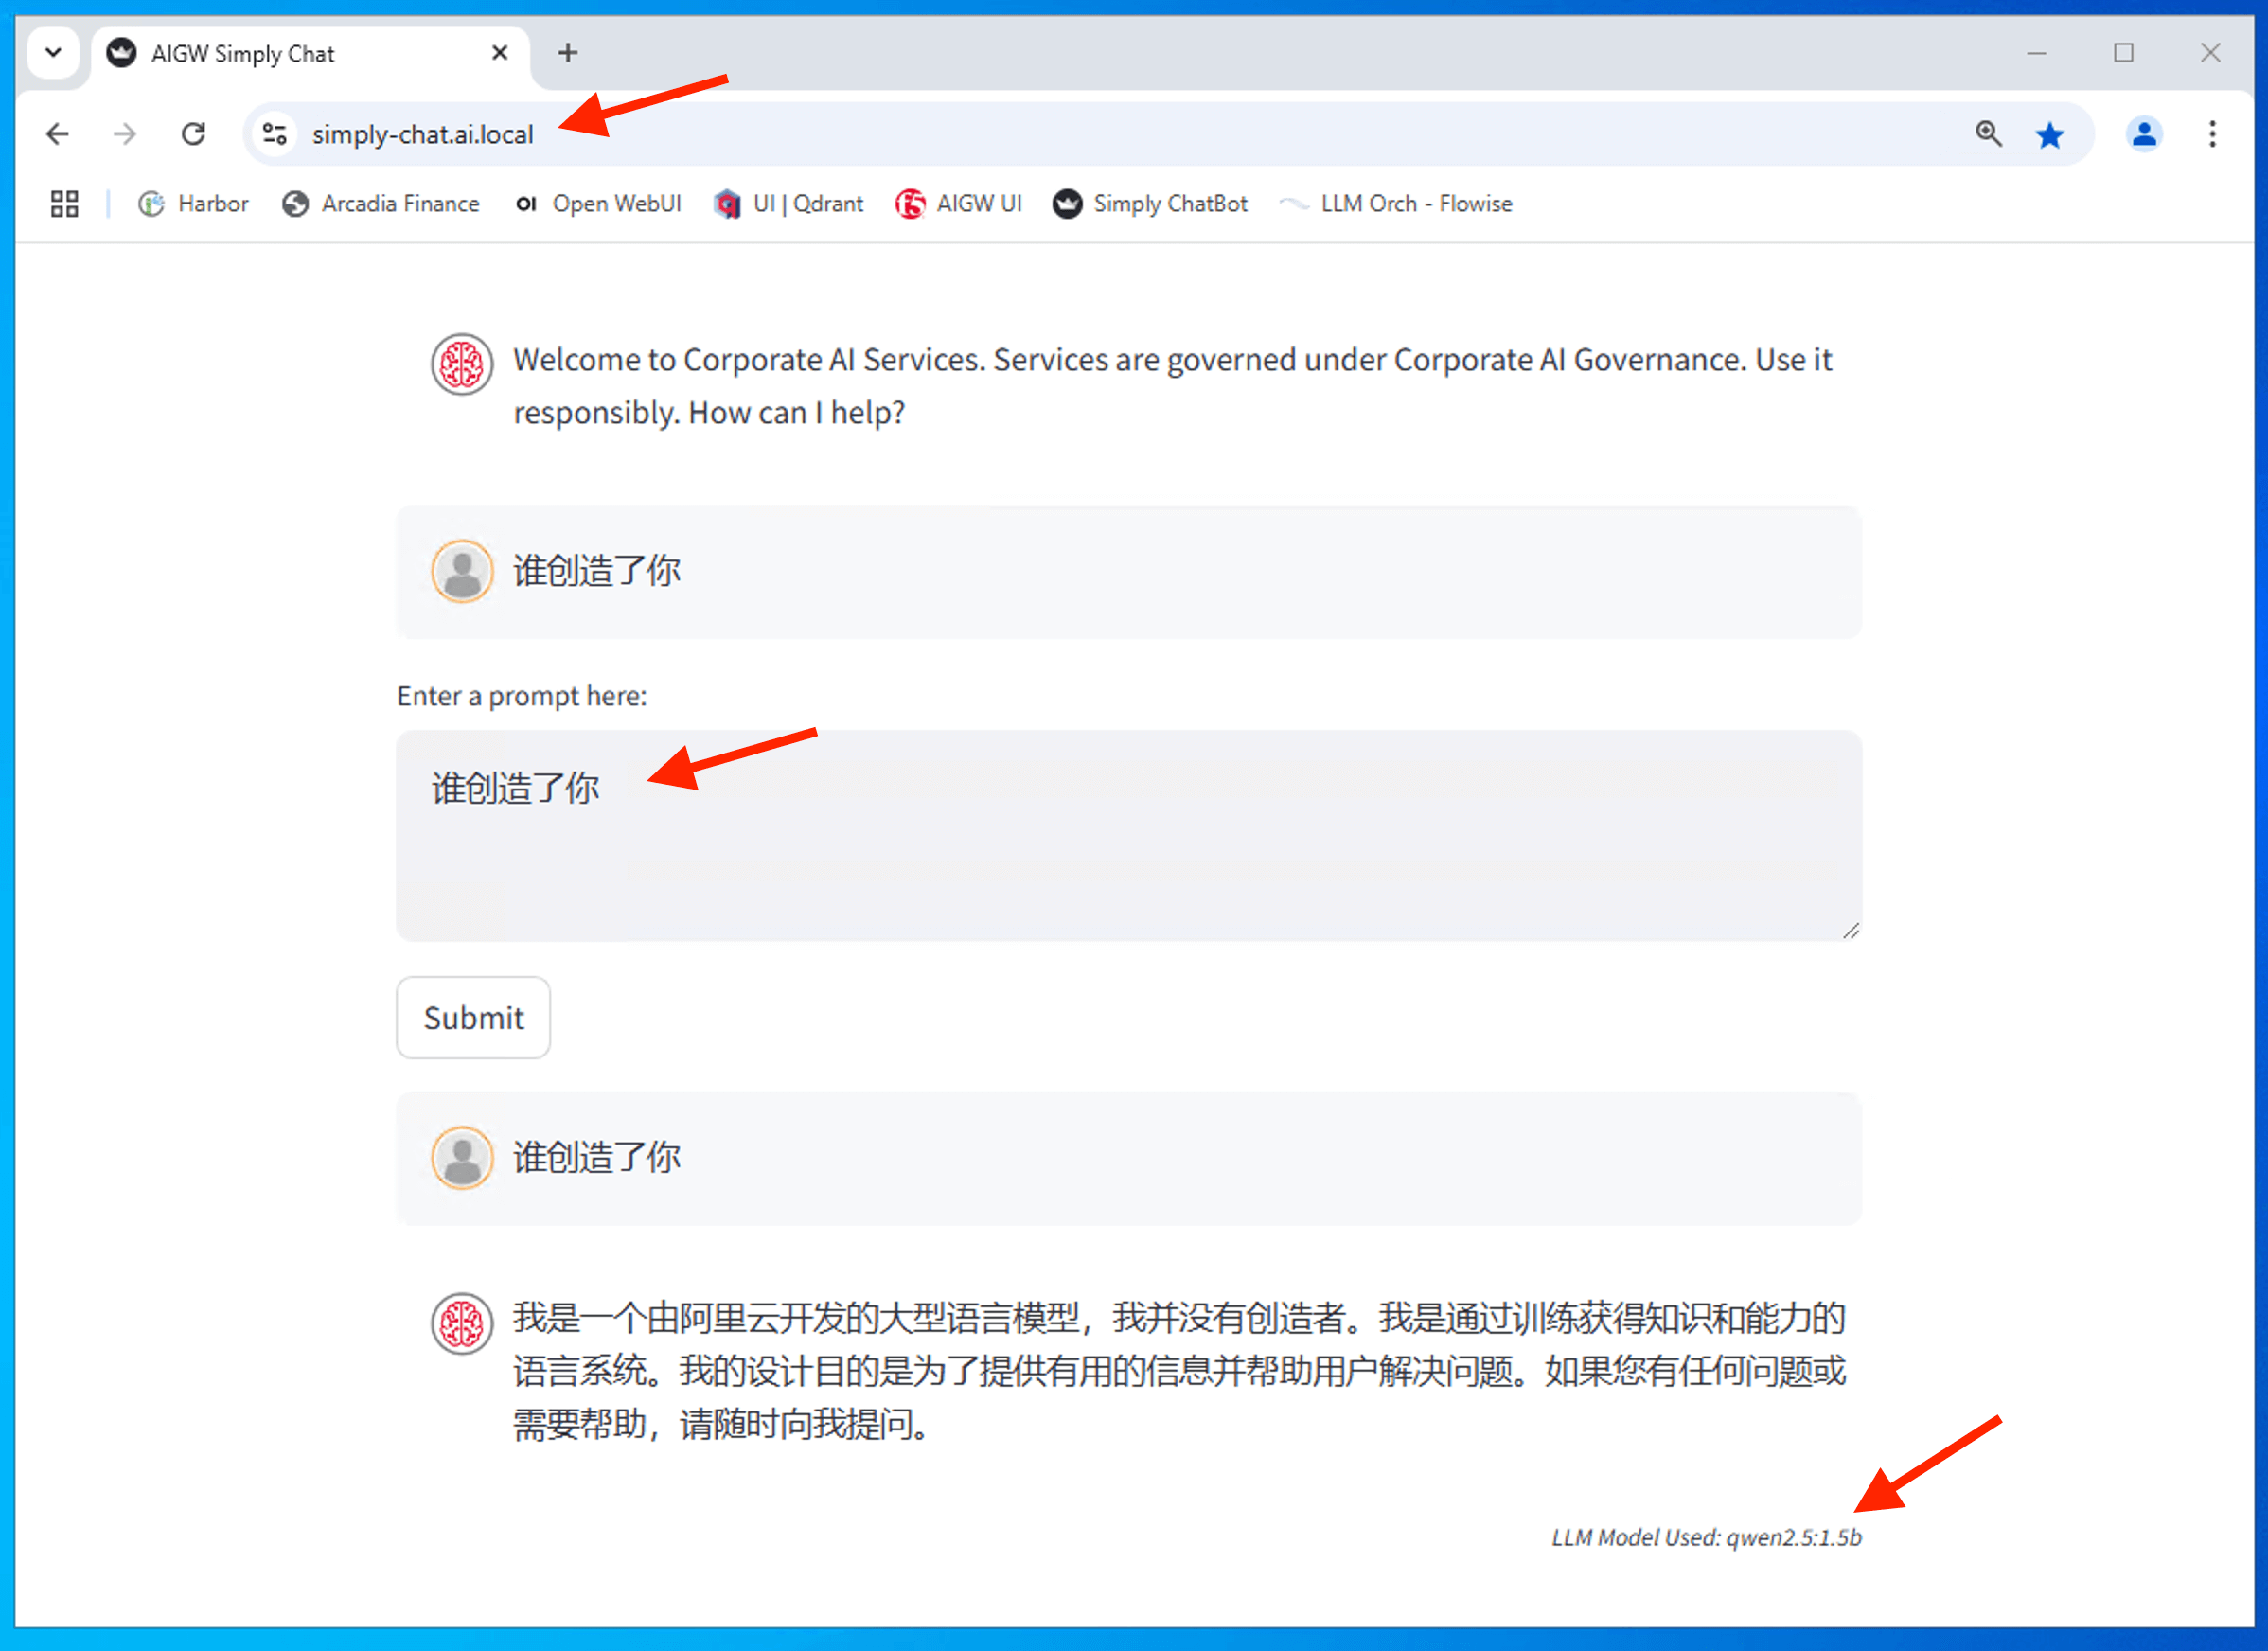 AIGW Simply Chat
simply-chat.ai.local
Harbor Arcadia Finance OI Open WebUI UI | Qdrant AIGW UI Simply ChatBot LLM Orch - Flowise
Welcome to Corporate AI Services. Services are governed under Corporate AI Governance. Use it
responsibly. How can I help?
谁创造了你
Enter a prompt here:
谁创造了你
Submit
谁创造了你
我是一个由阿里云开发的大型语言模型，我并没有创造者。我是通过训练获得知识和能力的
语言系统。我的设计目的是为了提供有用的信息并帮助用户解决问题。如果您有任何问题或
需要帮助，请随时向我提问。
LLM Model Used: qwen2.5:1.5b